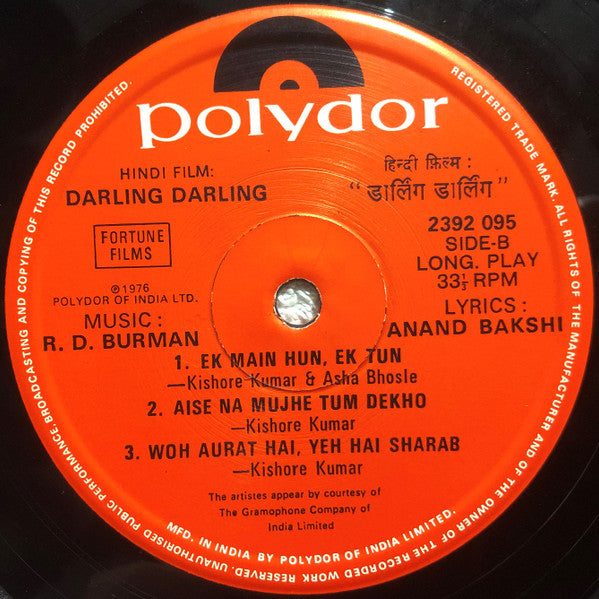 polydor
HINDI FILM:
DARLING DARLING
हिन्दी फ़िल्म :
“ डार्लिंग डार्लिंग ”
FORTUNE
FILMS
2392 095
SIDE-B
LONG. PLAY
33⅓ RPM
℗1976
POLYDOR OF INDIA LTD.
MUSIC :
R. D. BURMAN
LYRICS :
ANAND BAKSHI
1. EK MAIN HUN, EK TUN
—Kishore Kumar & Asha Bhosle
2. AISE NA MUJHE TUM DEKHO
—Kishore Kumar
3. WOH AURAT HAI, YEH HAI SHARAB
—Kishore Kumar
The artistes appear by courtesy of
The Gramophone Company of
India Limited
MFD. IN INDIA BY POLYDOR OF INDIA LIMITED.
REGISTERED TRADE MARK. ALL RIGHTS OF THE MANUFACTURER AND OF THE OWNER OF THE RECORDED WORK RESERVED. UNAUTHORISED PUBLIC PERFORMANCE, BROADCASTING AND COPYING OF THIS RECORD PROHIBITED.